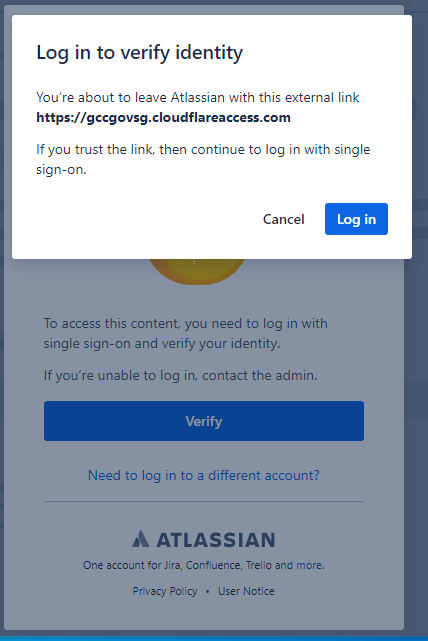 Log in to verify identity
You’re about to leave Atlassian with this external link
https://gccgovsg.cloudflareaccess.com
If you trust the link, then continue to log in with single
sign-on.
Cancel
Log in
To access this content, you need to log in with
single sign-on and verify your identity.
If you’re unable to log in, contact the admin.
Verify
Need to log in to a different account?
ATLASSIAN
One account for Jira, Confluence, Trello and more.
Privacy Policy • User Notice